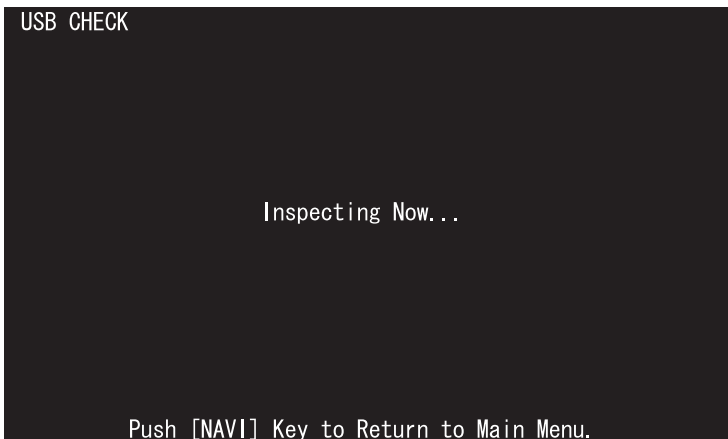 USB CHECK
Inspecting Now...
Push [NAVI] Key to Return to Main Menu.